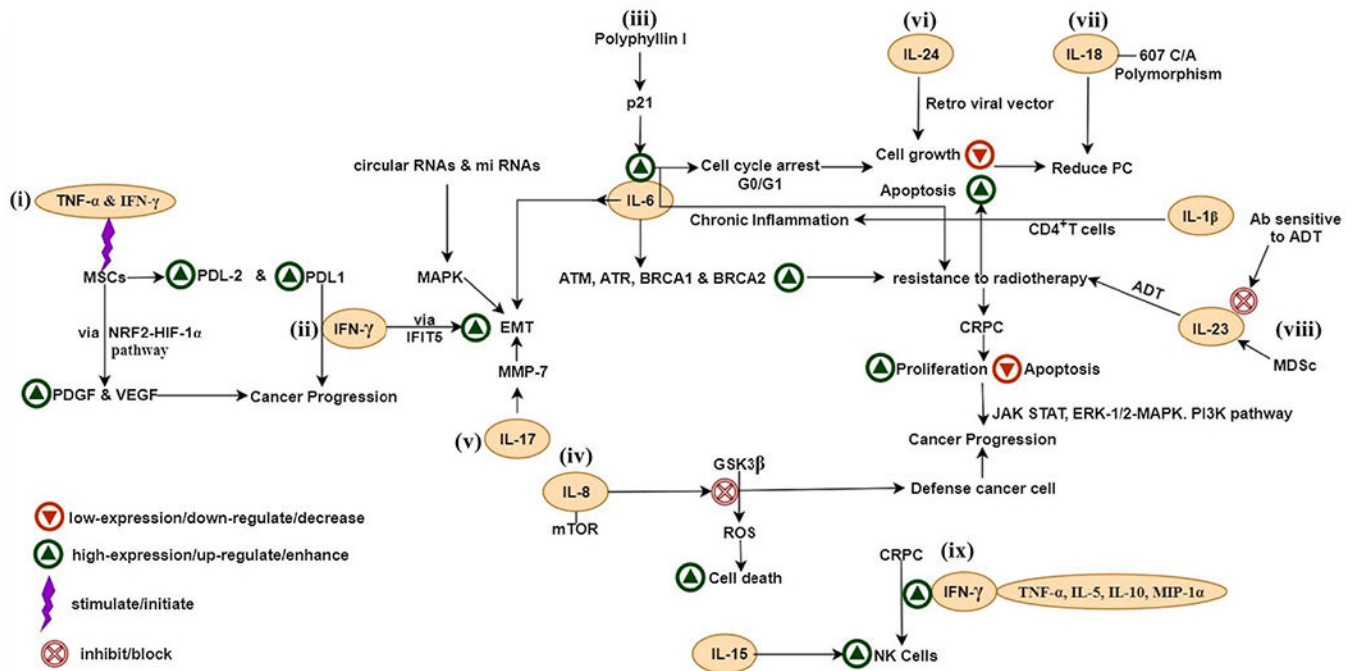 (iii)
Polyphyllin I
p21
(vi)
IL-24
Retro viral vector
(vii)
IL-18
607 C/A
Polymorphism
circular RNAs & mi RNAs
Cell cycle arrest
G0/G1
Cell growth
Reduce PC
Apoptosis
(i)
TNF-α & IFN-γ
IL-6
Chronic Inflammation
CD4+T cells
IL-1β
Ab sensitive
to ADT
MSCs
PDL-2 & PDL1
MAPK
ATM, ATR, BRCA1 & BRCA2
resistance to radiotherapy
ADT
via NRF2-HIF-1α
pathway
(ii)
IFN-γ
via
IFIT5
EMT
CRPC
IL-23
(viii)
MDSc
MMP-7
Proliferation
Apoptosis
PDGF & VEGF
Cancer Progression
JAK STAT, ERK-1/2-MAPK. PI3K pathway
(v)
IL-17
Cancer Progression
(iv)
IL-8
mTOR
GSK3β
Defense cancer cell
ROS
Cell death
low-expression/down-regulate/decrease
high-expression/up-regulate/enhance
stimulate/initiate
inhibit/block
CRPC
(ix)
IFN-γ
TNF-α, IL-5, IL-10, MIP-1α
IL-15
NK Cells